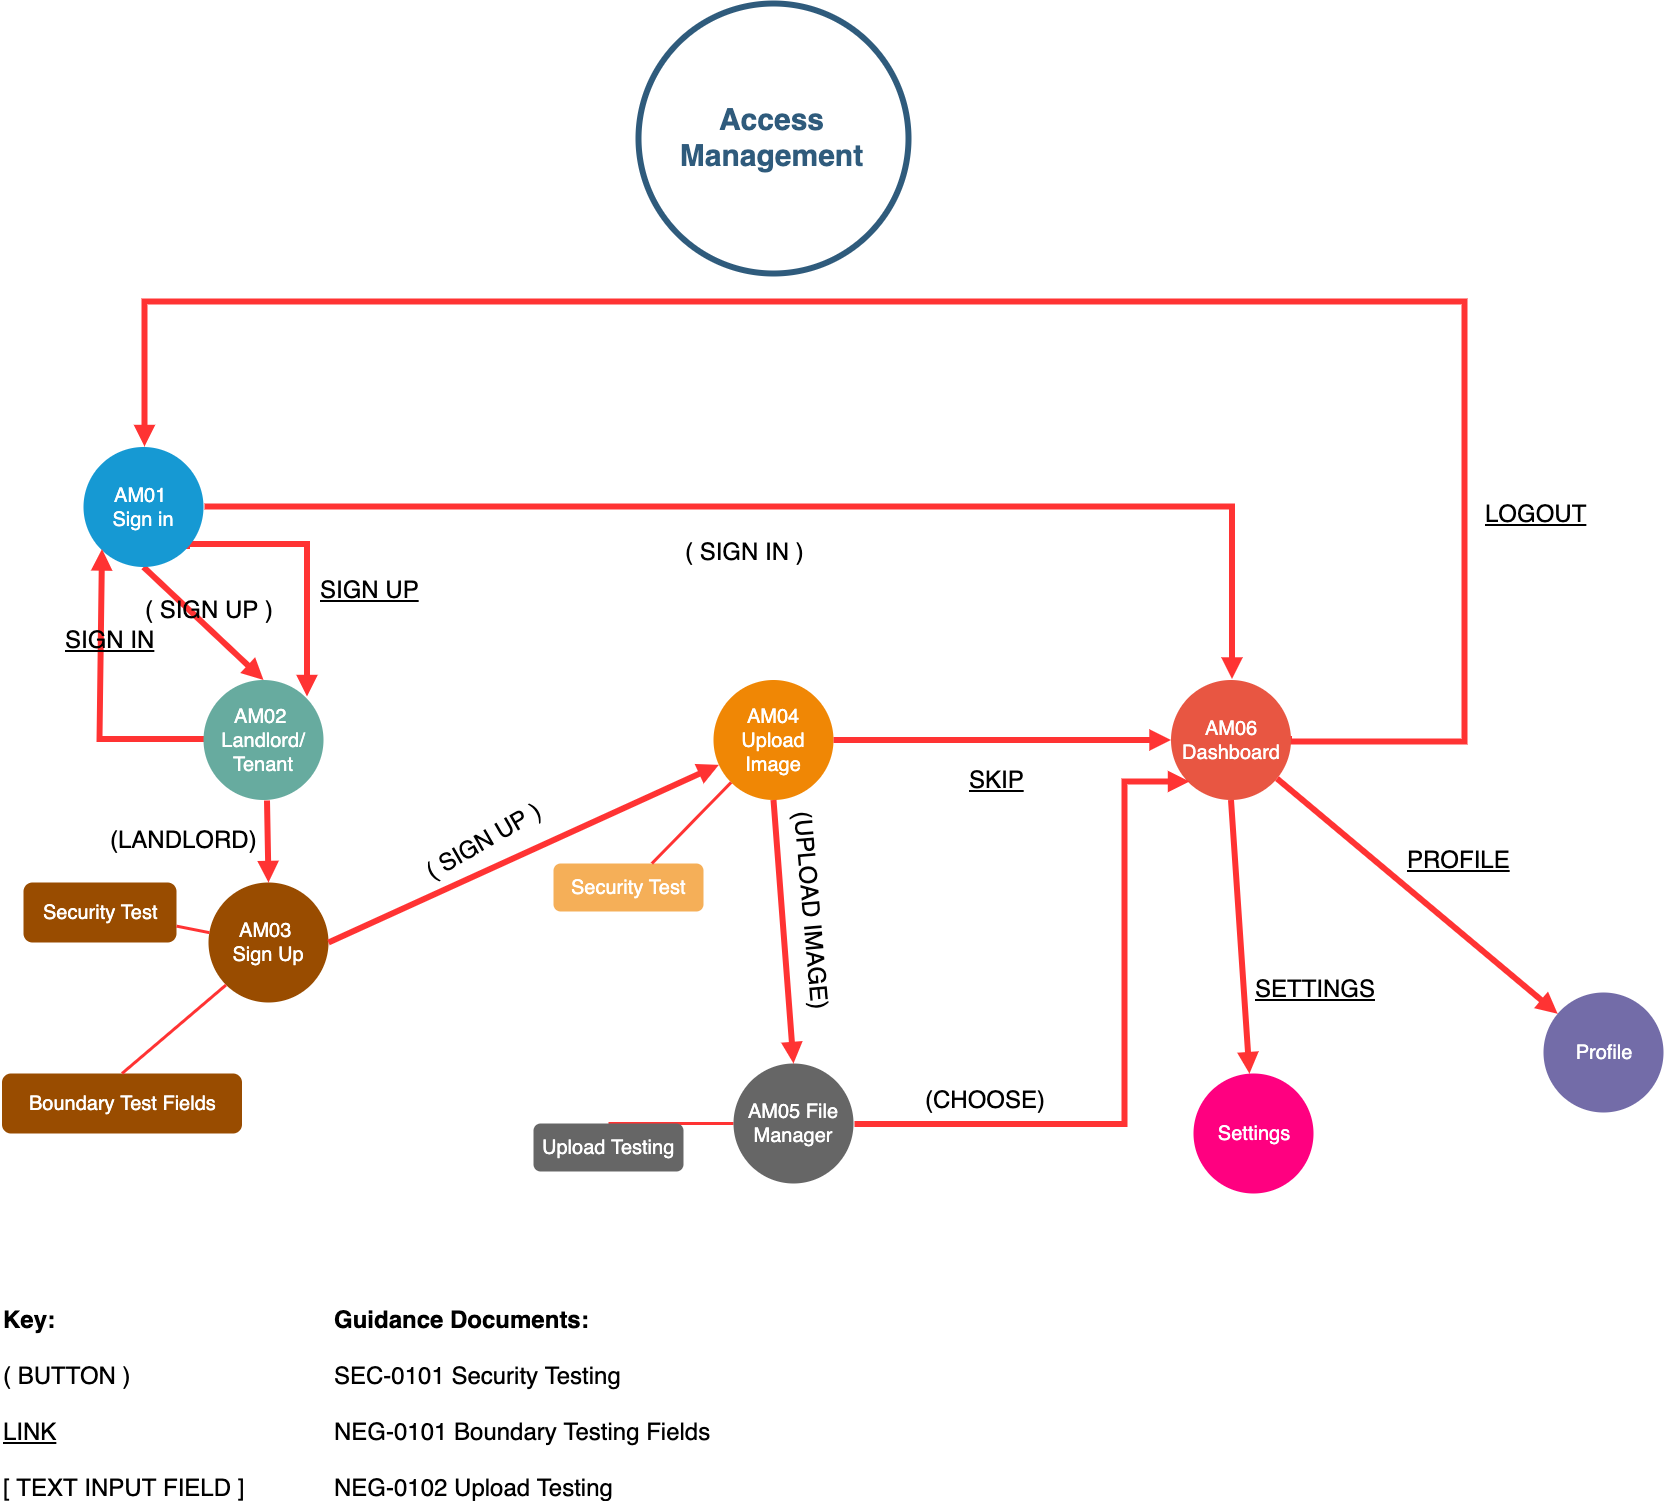 Access
Management
AM01
Sign in
LOGOUT
( SIGN IN )
SIGN UP
( SIGN UP )
SIGN IN
AM02
Landlord/
Tenant
AM04
Upload
Image
AM06
Dashboard
SKIP
(LANDLORD)
( SIGN UP )
(UPLOAD IMAGE)
PROFILE
Security Test
Security Test
AM03
Sign Up
SETTINGS
Profile
Boundary Test Fields
(CHOOSE)
AM05 File
Manager
Upload Testing
Settings
Key:
Guidance Documents:
( BUTTON )
SEC-0101 Security Testing
LINK
NEG-0101 Boundary Testing Fields
[ TEXT INPUT FIELD ]
NEG-0102 Upload Testing